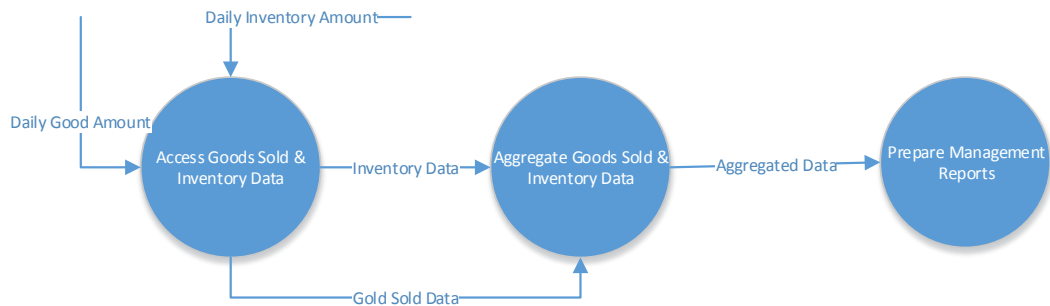 Daily Inventory Amount
Daily Good Amount
Access Goods Sold &
Inventory Data
Inventory Data
Aggregate Goods Sold &
Inventory Data
Aggregated Data
Prepare Management
Reports
Gold Sold Data